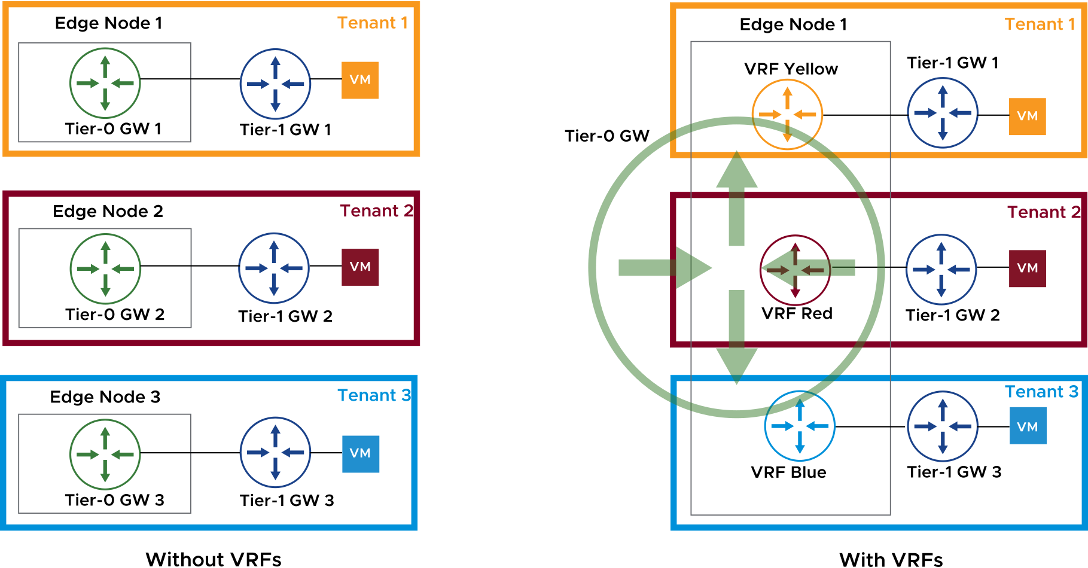 Edge Node 1
Tenant 1
VM
Tier-0 GW 1
Tier-1 GW 1
Edge Node 2
Tenant 2
VM
Tier-0 GW 2
Tier-1 GW 2
Edge Node 3
Tenant 3
VM
Tier-0 GW 3
Tier-1 GW 3
Without VRFs
Edge Node 1
Tenant 1
VRF Yellow
Tier-1 GW 1
VM
Tier-0 GW
Tenant 2
VM
VRF Red
Tier-1 GW 2
Tenant 3
VM
VRF Blue
Tier-1 GW 3
With VRFs